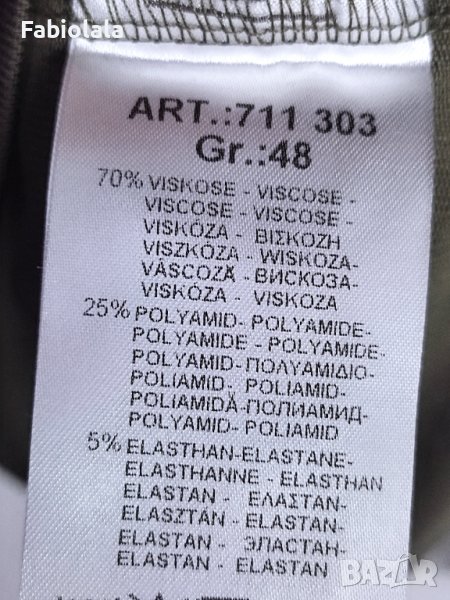 Fabiolata
ART.:711 303
Gr.:48
70% VISKOSE - VISCOSE -
VISCOSE - VISCOSE -
VISKÓZA - ΒΙΣΚΟΖΗ
VISZKÓZA - WISKOZA-
VÂSCOZĂ - ВИСКОЗА-
VISKÓZA - VISKOZA
25% POLYAMID- POLYAMIDE-
POLYAMIDE - POLYAMIDE-
POLYAMID-ΠΟΛΥΑΜΙΔΙΟ-
POLIAMID- POLIAMID-
POLIAMIDĂ-ПОЛИАМИД-
POLYAMID- POLIAMID
5% ELASTHAN-ELASTANE-
ELASTHANNE - ELASTHAN
ELASTAN - ΕΛΑΣΤΑΝ-
ELASZTÁN - ELASTAN-
ELASTAN - ЭЛАСТАН-
ELASTAN - ELASTAN
BAZAR